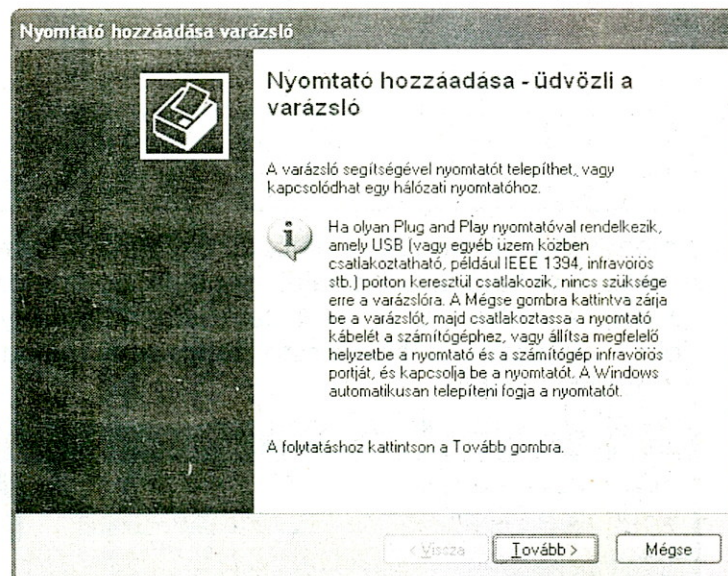 Nyomtató hozzáadása varázsló
Nyomtató hozzáadása - üdvözli a
varázsló
A varázsló segítségével nyomtatót telepíthet, vagy
kapcsolódhat egy hálózati nyomtatóhoz.
Ha olyan Plug and Play nyomtatóval rendelkezik,
amely USB (vagy egyéb üzem közben
csatlakoztatható, például IEEE 1394, infravörös
stb.) porton keresztül csatlakozik, nincs szüksége
erre a varázslóra. A Mégse gombra kattintva zárja
be a varázslót, majd csatlakoztassa a nyomtató
kábelét a számítógéphez, vagy állítsa megfelelő
helyzetbe a nyomtató és a számítógép infravörös
portját, és kapcsolja be a nyomtatót. A Windows
automatikusan telepíteni fogja a nyomtatót.
A folytatáshoz kattintson a Tovább gombra.
< Vissza
Tovább >
Mégse